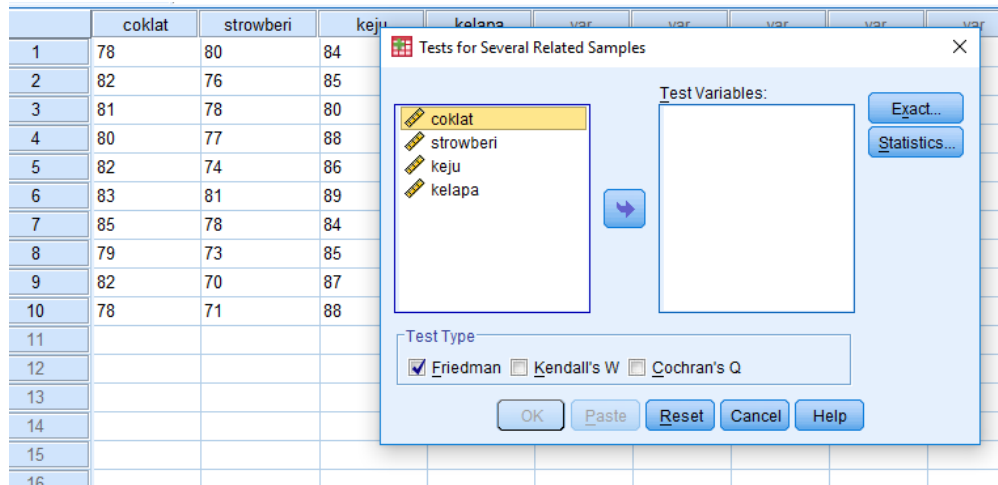 coklat strowberi keju kelapa var var var var var
Tests for Several Related Samples
1 78 80 84
2 82 76 85
3 81 78 80
4 80 77 88
5 82 74 86
6 83 81 89
7 85 78 84
8 79 73 85
9 82 70 87
10 78 71 88
11
12
13
14
15
16
coklat
strowberi
keju
kelapa
Test Variables:
Exact...
Statistics...
Test Type
Friedman Kendall's W Cochran's Q
OK Paste Reset Cancel Help